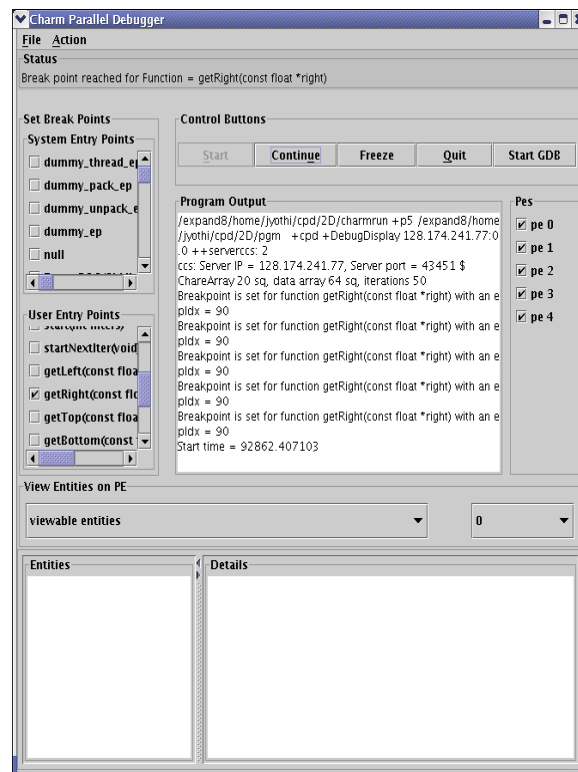 Charm Parallel Debugger
File Action
Status
Break point reached for Function = getRight(const float *right)
Set Break Points
System Entry Points
dummy_thread_ep
dummy_pack_ep
dummy_unpack_e
dummy_ep
null
User Entry Points
startNextIter(void
getLeft(const floa
getRight(const flo
getTop(const floa
getBottom(const
Control Buttons
Start Continue Freeze Quit Start GDB
Program Output
/expand8/home/jyothi/cpd/2D/charmrun +p5 /expand8/home
/jyothi/cpd/2D/pgm +cpd +DebugDisplay 128.174.241.77:0
.0 ++serverccs: 2
ccs: Server IP = 128.174.241.77, Server port = 43451 $
ChareArray 20 sq, data array 64 sq, iterations 50
Breakpoint is set for function getRight(const float *right) with an e
pIdx = 90
Breakpoint is set for function getRight(const float *right) with an e
pIdx = 90
Breakpoint is set for function getRight(const float *right) with an e
pIdx = 90
Breakpoint is set for function getRight(const float *right) with an e
pIdx = 90
Breakpoint is set for function getRight(const float *right) with an e
pIdx = 90
Start time = 92862.407103
Pes
pe 0
pe 1
pe 2
pe 3
pe 4
View Entities on PE
viewable entities
0
Entities
Details